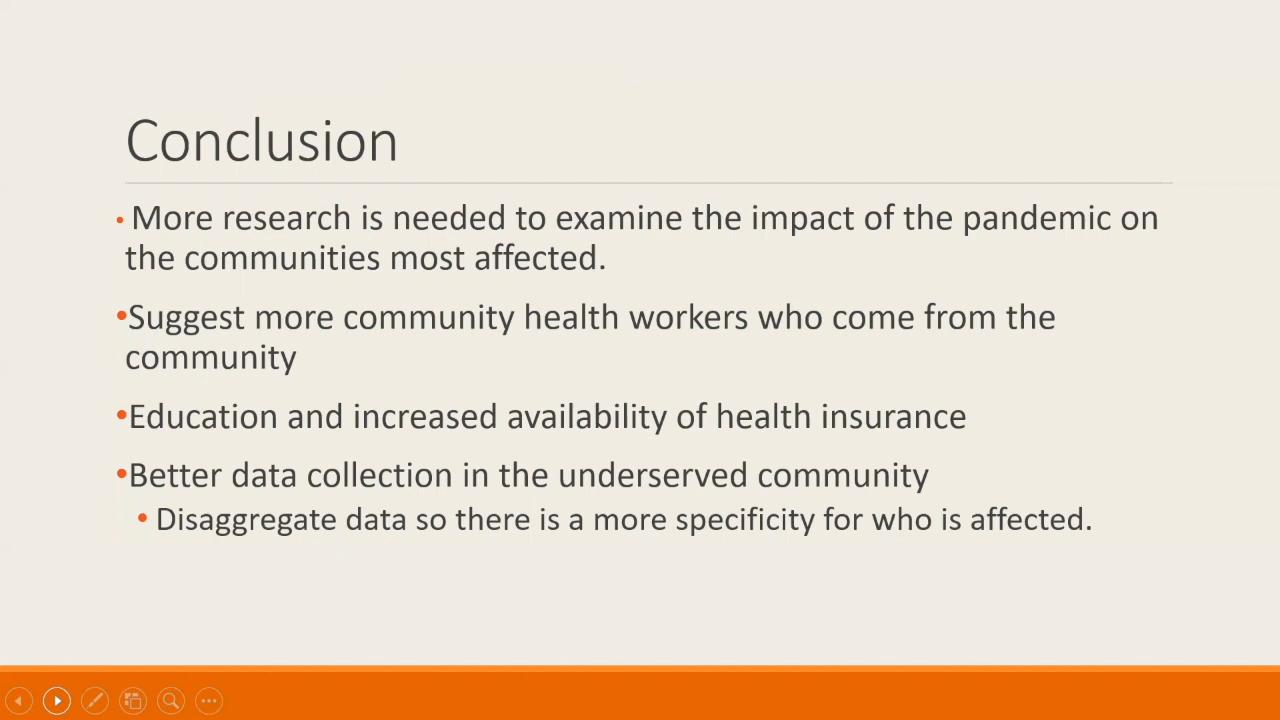 Conclusion
• More research is needed to examine the impact of the pandemic on
the communities most affected.
•Suggest more community health workers who come from the
community
•Education and increased availability of health insurance
•Better data collection in the underserved community
• Disaggregate data so there is a more specificity for who is affected.